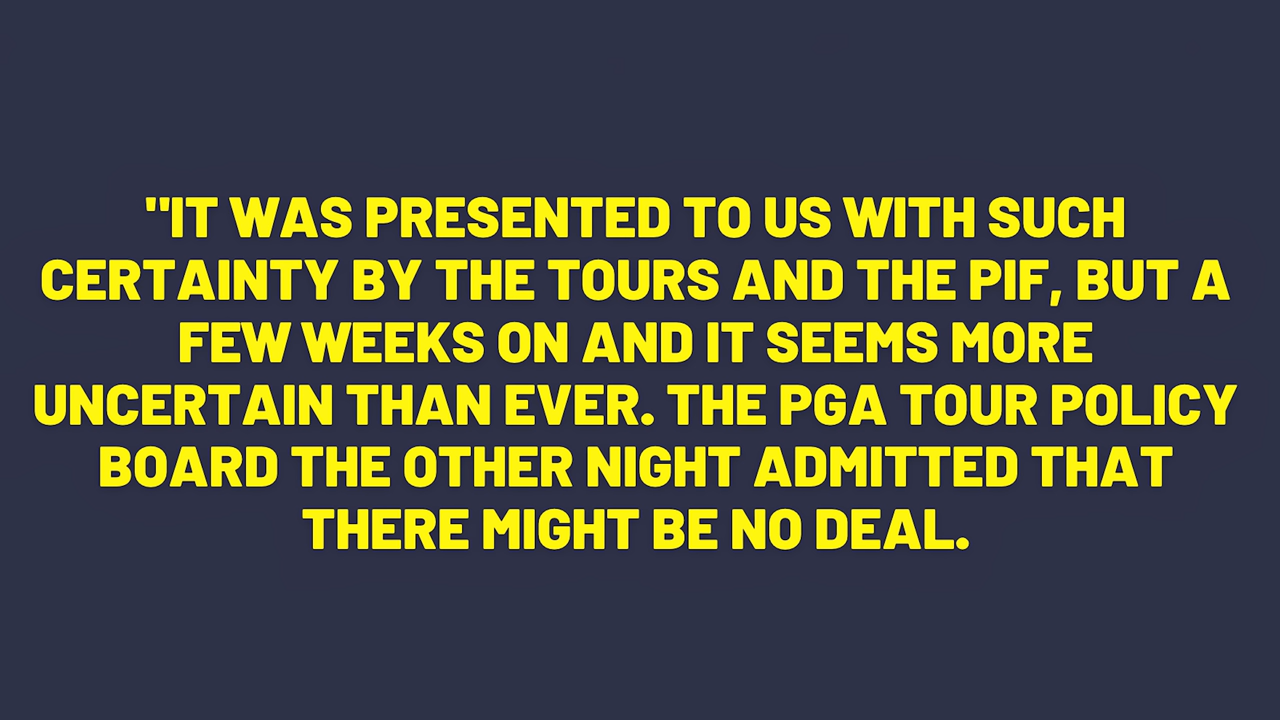 "IT WAS PRESENTED TO US WITH SUCH
CERTAINTY BY THE TOURS AND THE PIF, BUT A
FEW WEEKS ON AND IT SEEMS MORE
UNCERTAIN THAN EVER. THE PGA TOUR POLICY
BOARD THE OTHER NIGHT ADMITTED THAT
THERE MIGHT BE NO DEAL.